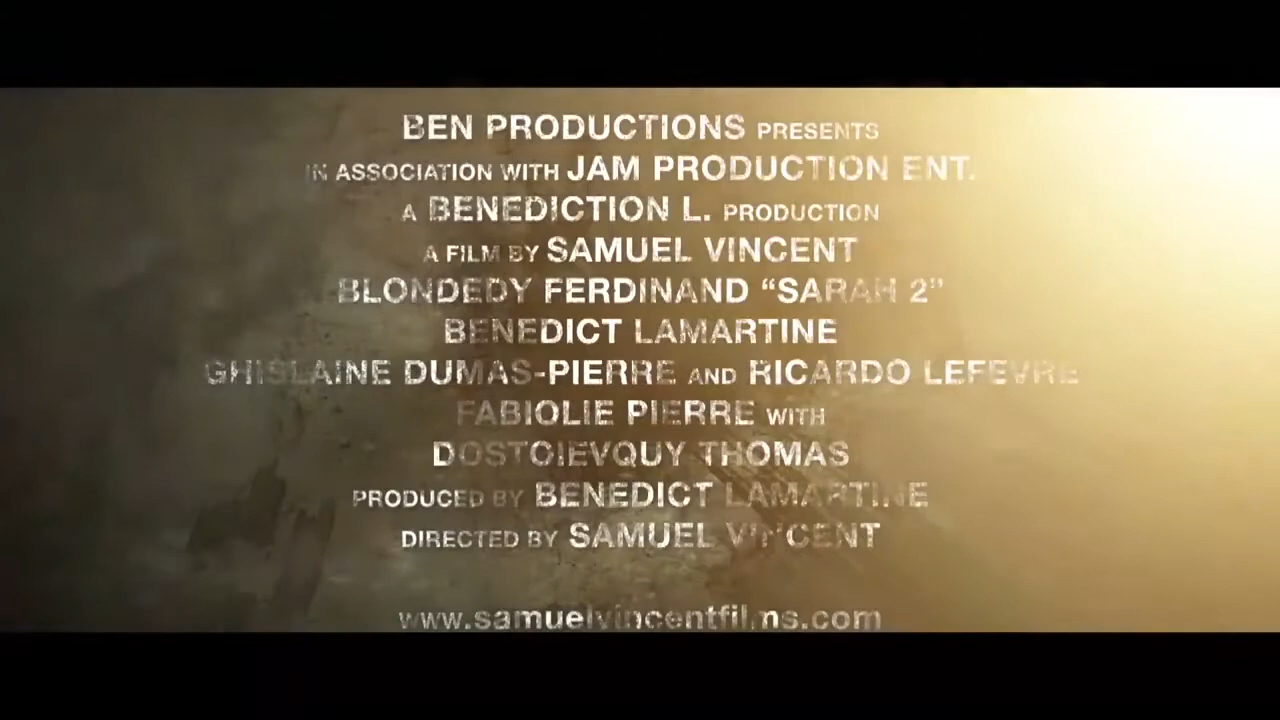 BEN PRODUCTIONS PRESENTS
IN ASSOCIATION WITH JAM PRODUCTION ENT.
A BENEDICTION L. PRODUCTION
A FILM BY SAMUEL VINCENT
BLONDEDY FERDINAND “SARAH 2”
BENEDICT LAMARTINE
GHISLAINE DUMAS-PIERRE AND RICARDO LEFEVRE
FABIOLIE PIERRE WITH
DOSTOIEVQUY THOMAS
PRODUCED BY BENEDICT LAMARTINE
DIRECTED BY SAMUEL VINCENT
www.samuelvincentfilms.com